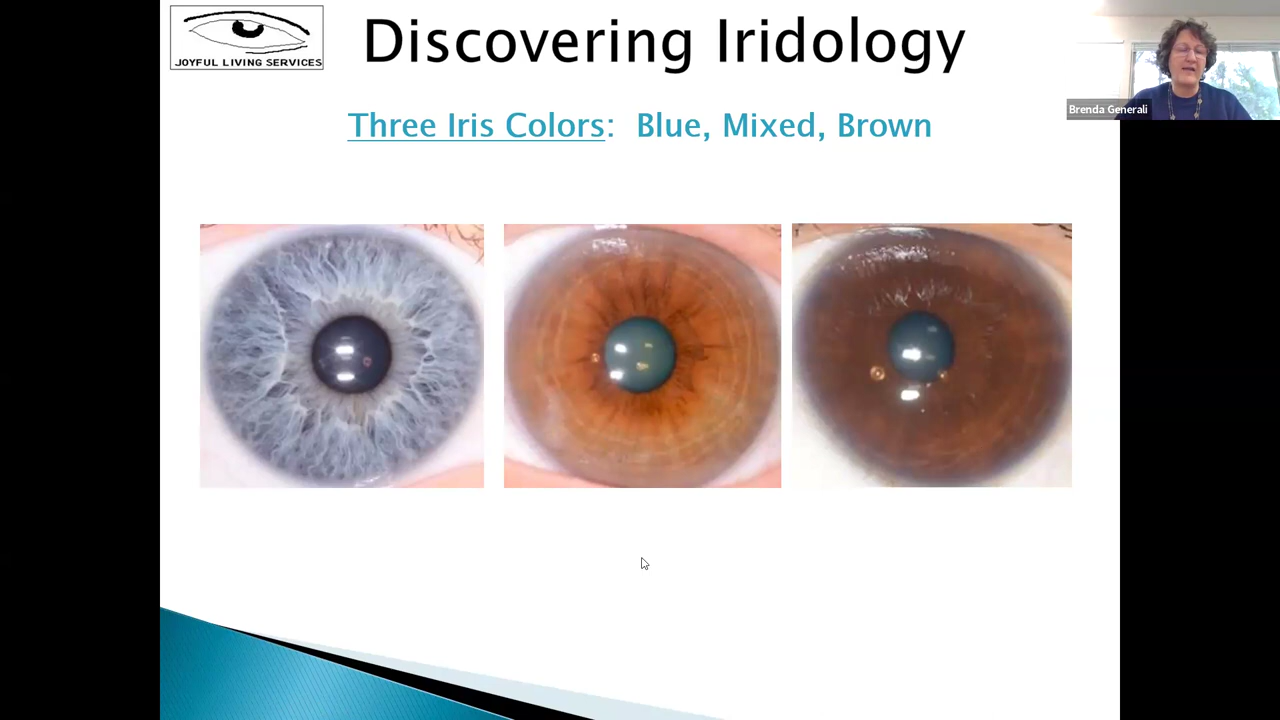 JOYFUL LIVING SERVICES
Discovering Iridology
Brenda Generali
Three Iris Colors: Blue, Mixed, Brown